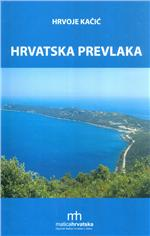 HRVOJE KAČIĆ
HRVATSKA PREVLAKA
mh
maticahrvatska